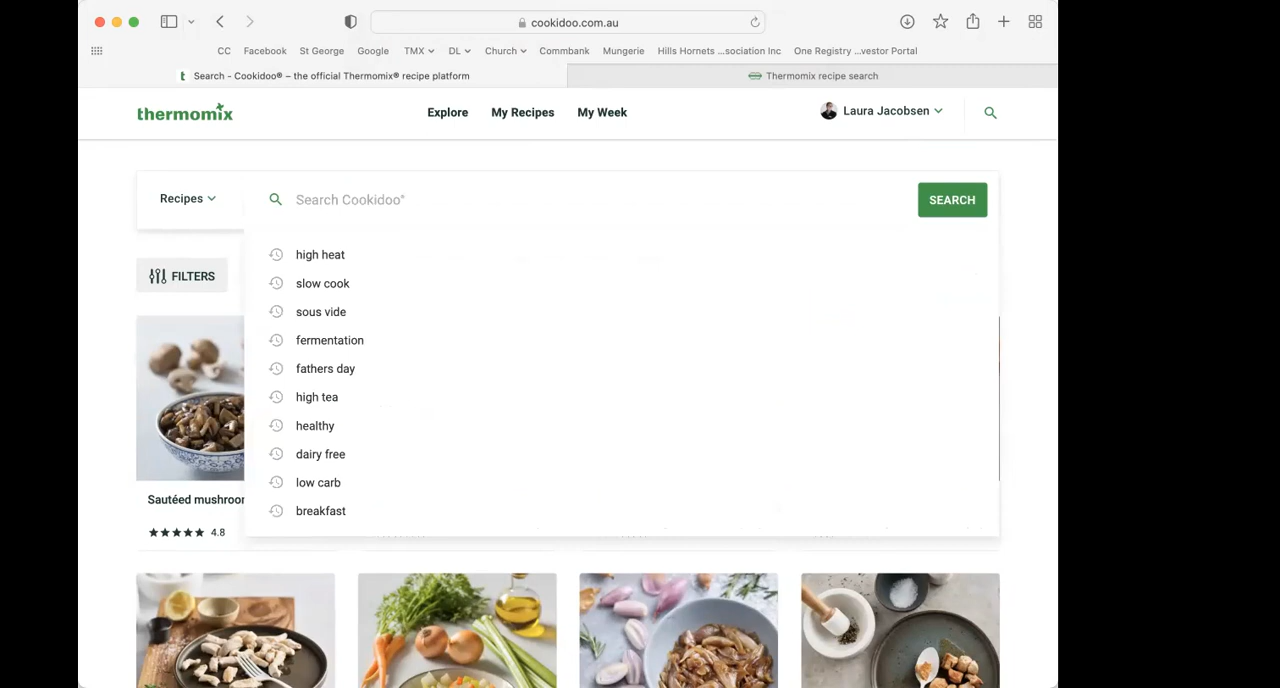 cookidoo.com.au
CC Facebook St George Google TMX DL Church Commbank Mungerie Hills Hornets ...sociation Inc One Registry ...vestor Portal
Search - Cookidoo® – the official Thermomix® recipe platform
Thermomix recipe search
thermomix
Explore My Recipes My Week
Laura Jacobsen
Recipes
Search Cookidoo®
SEARCH
FILTERS
high heat
slow cook
sous vide
fermentation
fathers day
high tea
healthy
dairy free
low carb
breakfast
Sautéed mushroom
4.8